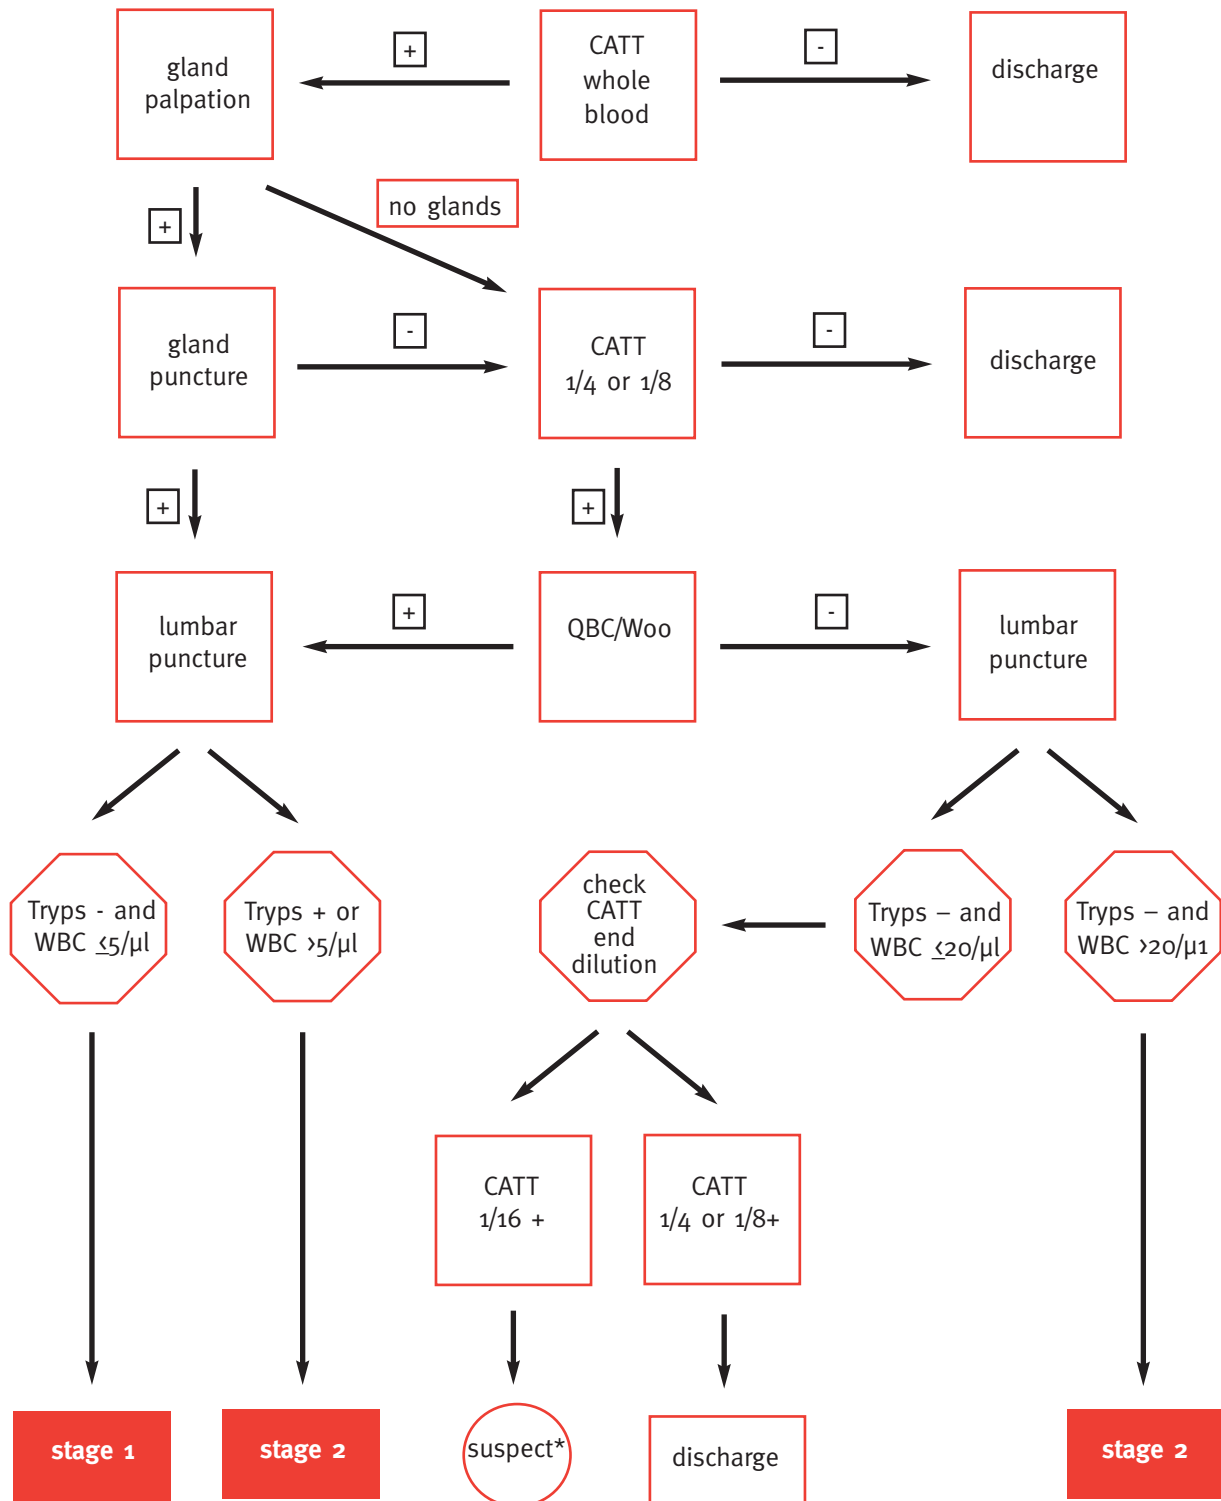 gland
palpation
+
CATT
whole
blood
-
discharge
+
no glands
gland
puncture
-
CATT
1/4 or 1/8
-
discharge
+
+
lumbar
puncture
+
QBC/Woo
-
lumbar
puncture
Tryps - and
WBC ≤5/µl
Tryps + or
WBC >5/µl
check
CATT
end
dilution
Tryps – and
WBC ≤20/µl
Tryps – and
WBC >20/µ1
CATT
1/16 +
CATT
1/4 or 1/8+
stage 1
stage 2
suspect*
discharge
stage 2